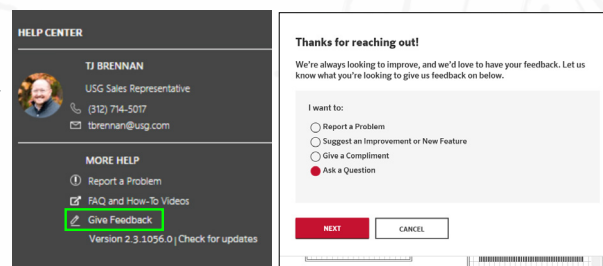 HELP CENTER
TJ BRENNAN
USG Sales Representative
(312) 714-5017
tbrennan@usg.com
MORE HELP
Report a Problem
FAQ and How-To Videos
Give Feedback
Version 2.3.1056.0 | Check for updates
Thanks for reaching out!
We're always looking to improve, and we'd love to have your feedback. Let us
know what you're looking to give us feedback on below.
I want to:
Report a Problem
Suggest an Improvement or New Feature
Give a Compliment
Ask a Question
NEXT
CANCEL